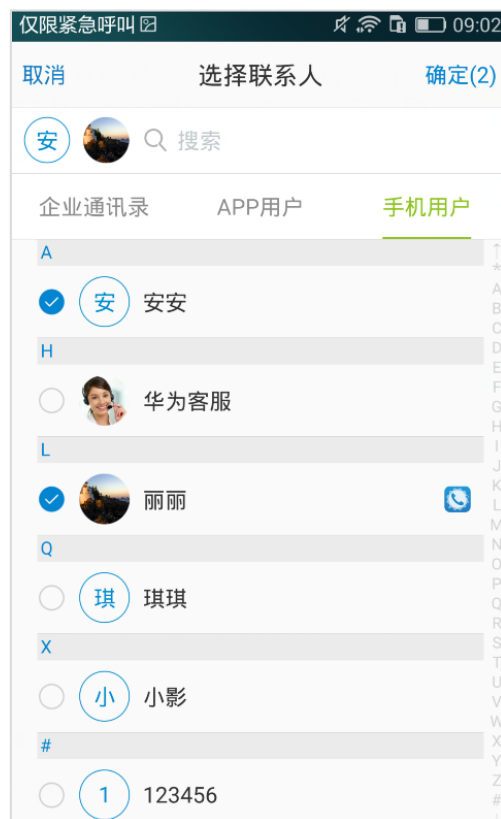 仅限紧急呼叫 09:02
取消 选择联系人 确定(2)
安 搜索
企业通讯录 APP用户 手机用户
A
安 安安
H
华为客服
L
丽丽
Q
琪 琪琪
X
小 小影
#
1 123456
↑
*
A
B
C
D
E
F
G
H
I
J
K
L
M
N
O
P
Q
R
S
T
U
V
W
X
Y
Z
#